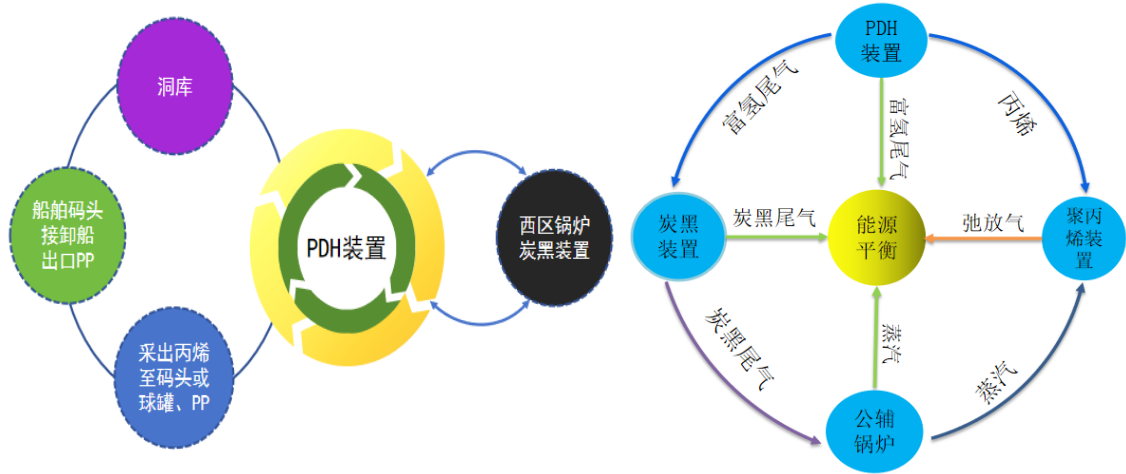 洞库
船舶码头
接卸船
出口PP
采出丙烯
至码头或
球罐、PP
PDH装置
西区锅炉
炭黑装置
PDH
装置
富氢尾气
富氢尾气
丙烯
炭黑
装置
炭黑尾气
能源
平衡
弛放气
聚丙
烯装
置
炭黑尾气
蒸汽
蒸汽
公辅
锅炉